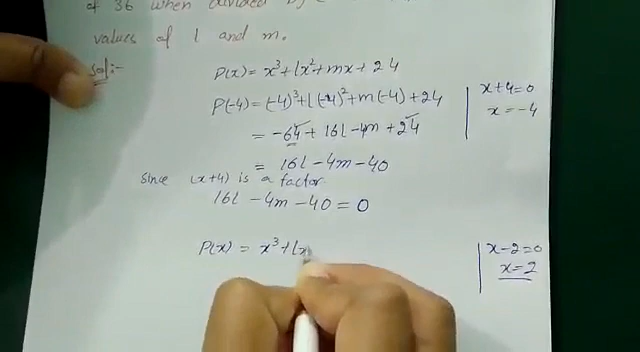 of 36 when divided by
values of l and m.
Sol:-
P(x) = x³ + lx² + mx + 24
P(-4) = (-4)³ + l(-4)² + m(-4) + 24
= -64 + 16l - 4m + 24
= 16l - 4m - 40
x+4=0
x = -4
Since (x+4) is a factor.
16l - 4m - 40 = 0
P(x) = x³ + lx
x-2=0
x=2